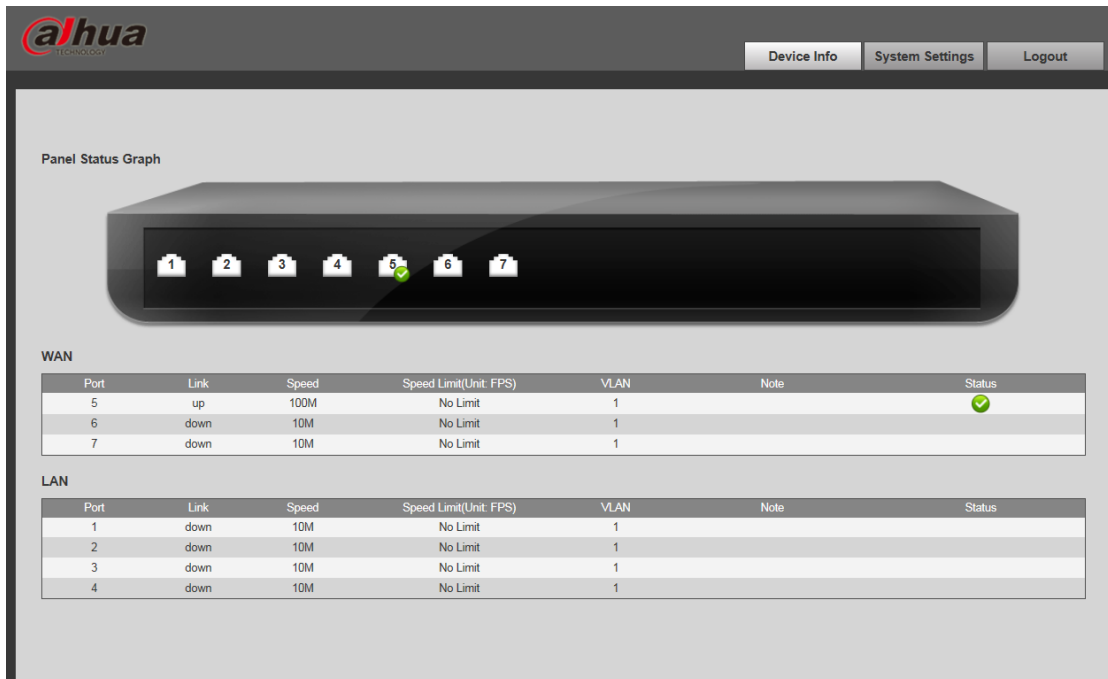 alhua
TECHNOLOGY
Device Info System Settings Logout
Panel Status Graph
1 2 3 4 5 6 7
WAN
Port Link Speed Speed Limit(Unit: FPS) VLAN Note Status
5 up 100M No Limit 1
6 down 10M No Limit 1
7 down 10M No Limit 1
LAN
Port Link Speed Speed Limit(Unit: FPS) VLAN Note Status
1 down 10M No Limit 1
2 down 10M No Limit 1
3 down 10M No Limit 1
4 down 10M No Limit 1